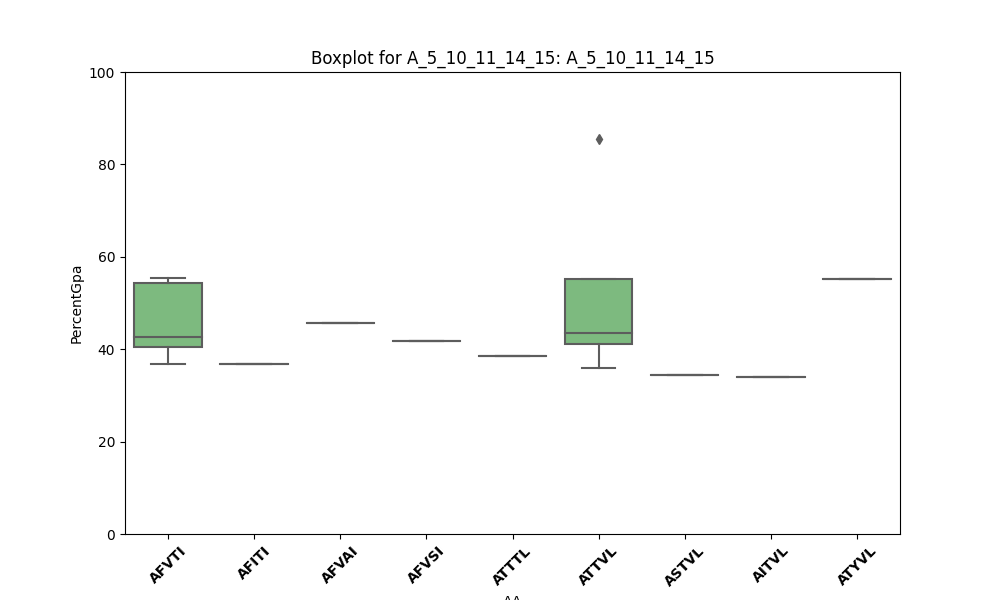 Boxplot for A_5_10_11_14_15: A_5_10_11_14_15
100
80
60
40
20
0
PercentGpa
AFVTI
AFITI
AFVAI
AFVSI
ATTTL
ATTVL
ASTVL
AITVL
ATYVL
AA